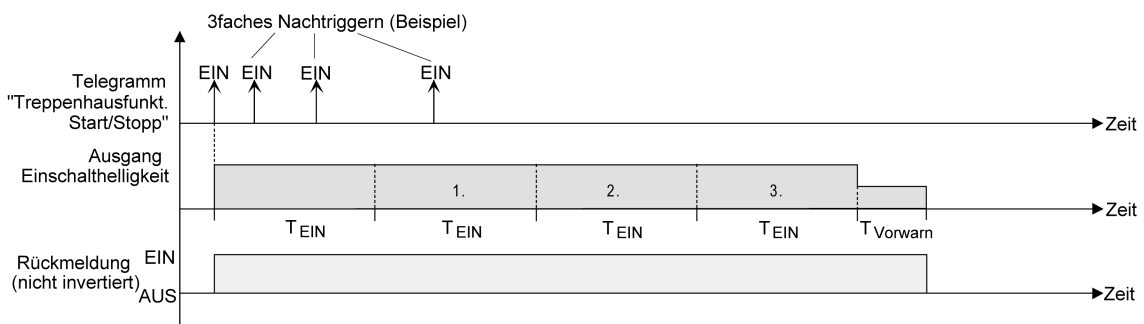 3faches Nachtriggern (Beispiel)
EIN EIN EIN EIN
Telegramm
"Treppenhausfunkt.
Start/Stopp"
Zeit
Ausgang
Einschalthelligkeit
1. 2. 3.
Zeit
TEIN TEIN TEIN TEIN TVorwarn
Rückmeldung
(nicht invertiert)
EIN
AUS
Zeit